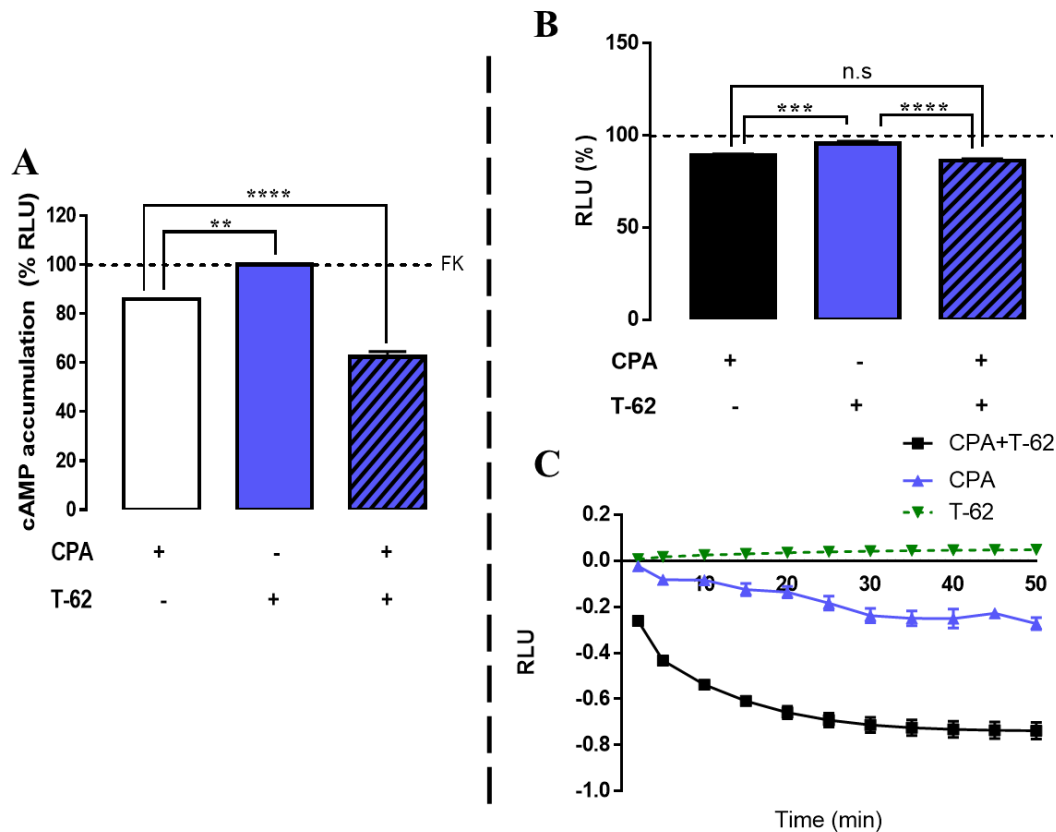 A
cAMP accumulation (% RLU)
120
100
80
60
40
20
0
****
**
FK
CPA + - +
T-62 - + +
B
RLU (%)
150
100
50
0
n.s
*** ****
CPA + - +
T-62 - + +
C
CPA+T-62
CPA
T-62
RLU
0.2
0.0
-0.2
-0.4
-0.6
-0.8
-1.0
10 20 30 40 50
Time (min)